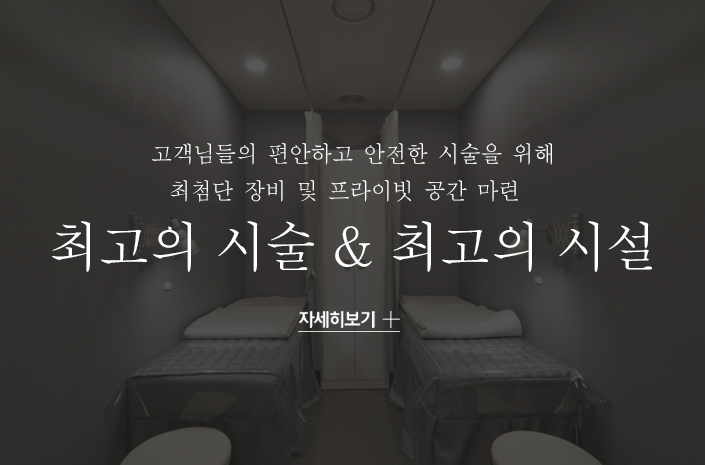 고객님들의 편안하고 안전한 시술을 위해
최첨단 장비 및 프라이빗 공간 마련
최고의 시술 & 최고의 시설
자세히보기 +